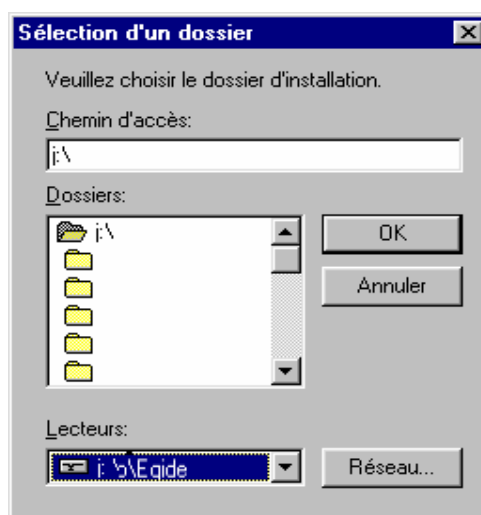 Sélection d'un dossier
Veuillez choisir le dossier d'installation.
Chemin d'accès:
j:\
Dossiers:
j:\
OK
Annuler
Lecteurs:
j: \Egide
Réseau...